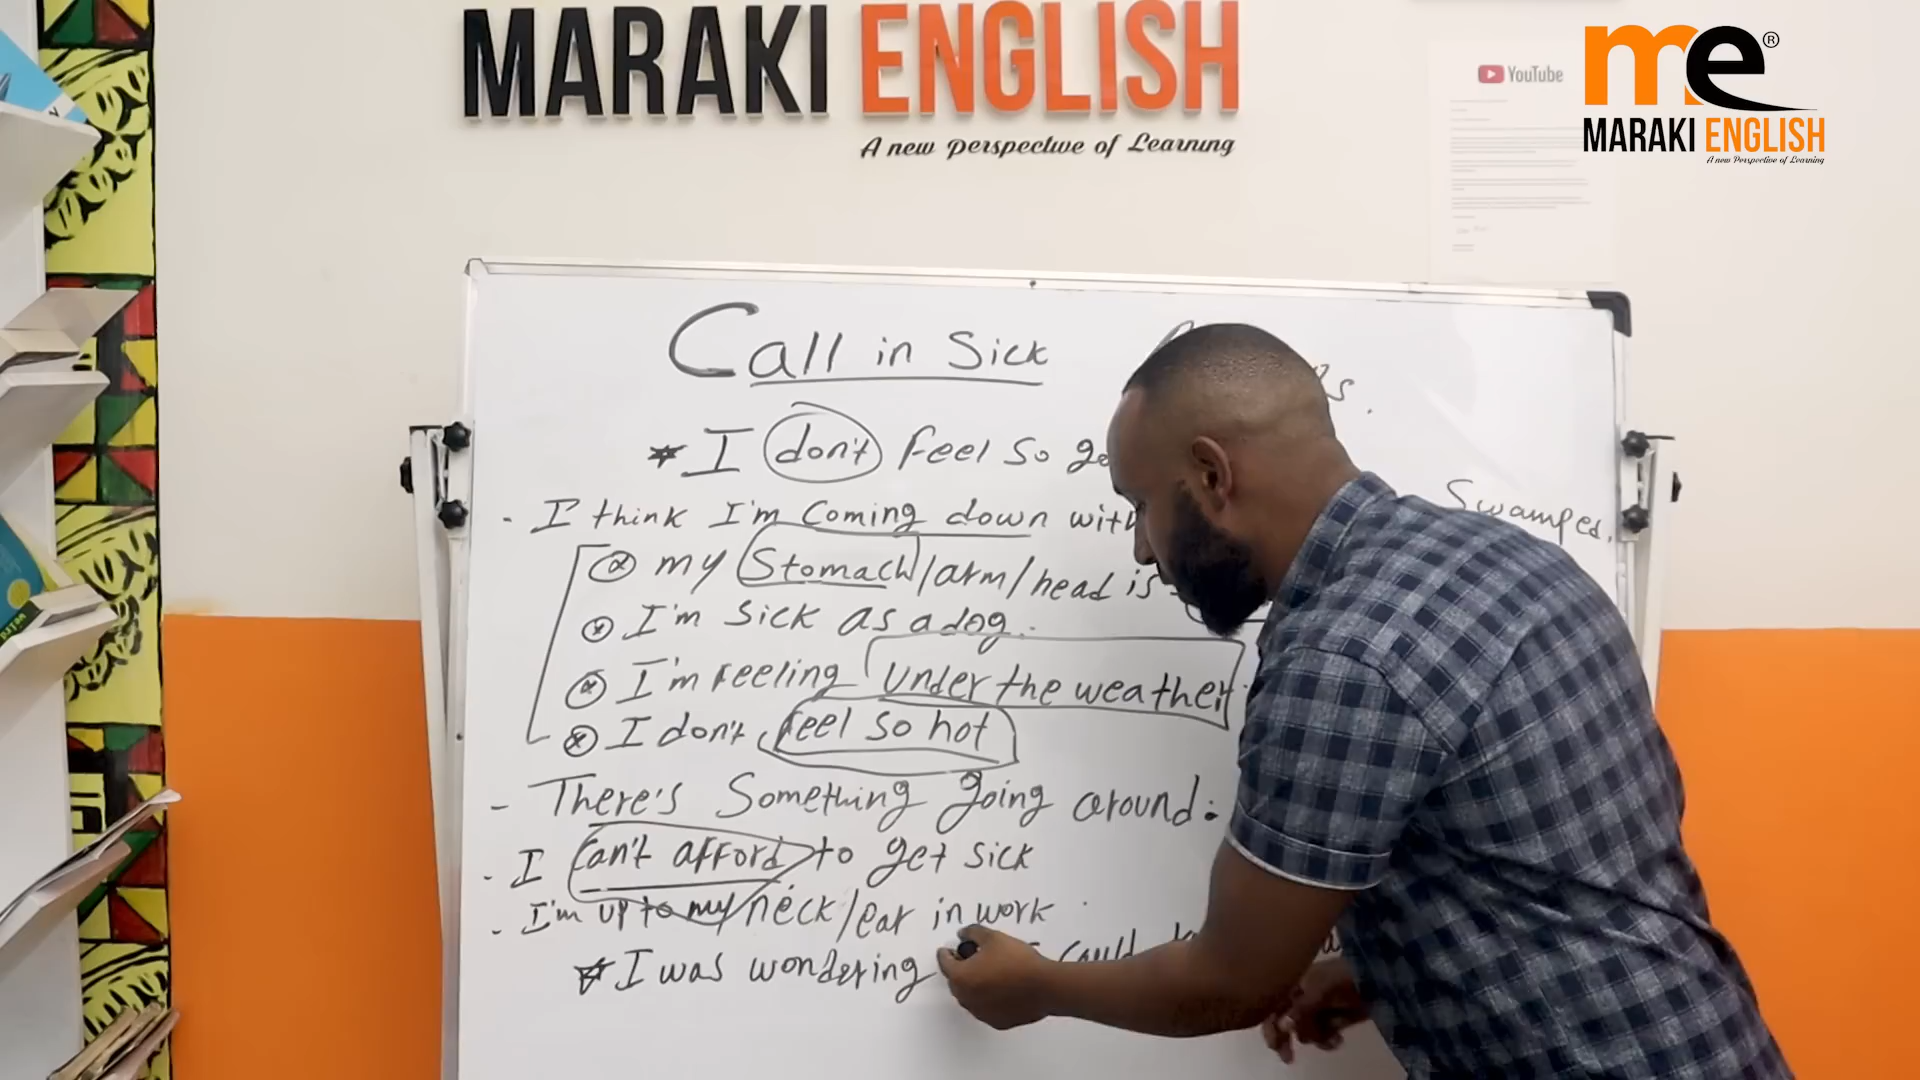 MARAKI ENGLISH
A new perspective of Learning
YouTube
me®
MARAKI ENGLISH
A new Perspective of Learning
Call in Sick
* I don't feel so
Swamped.
- I think I'm Coming down with
my Stomach/arm/head is
I'm Sick as a dog.
I'm feeling under the weather
I don't feel so hot
- There's Something going around.
- I can't afford to get sick
- I'm up to my neck/ear in work
* I was wondering could